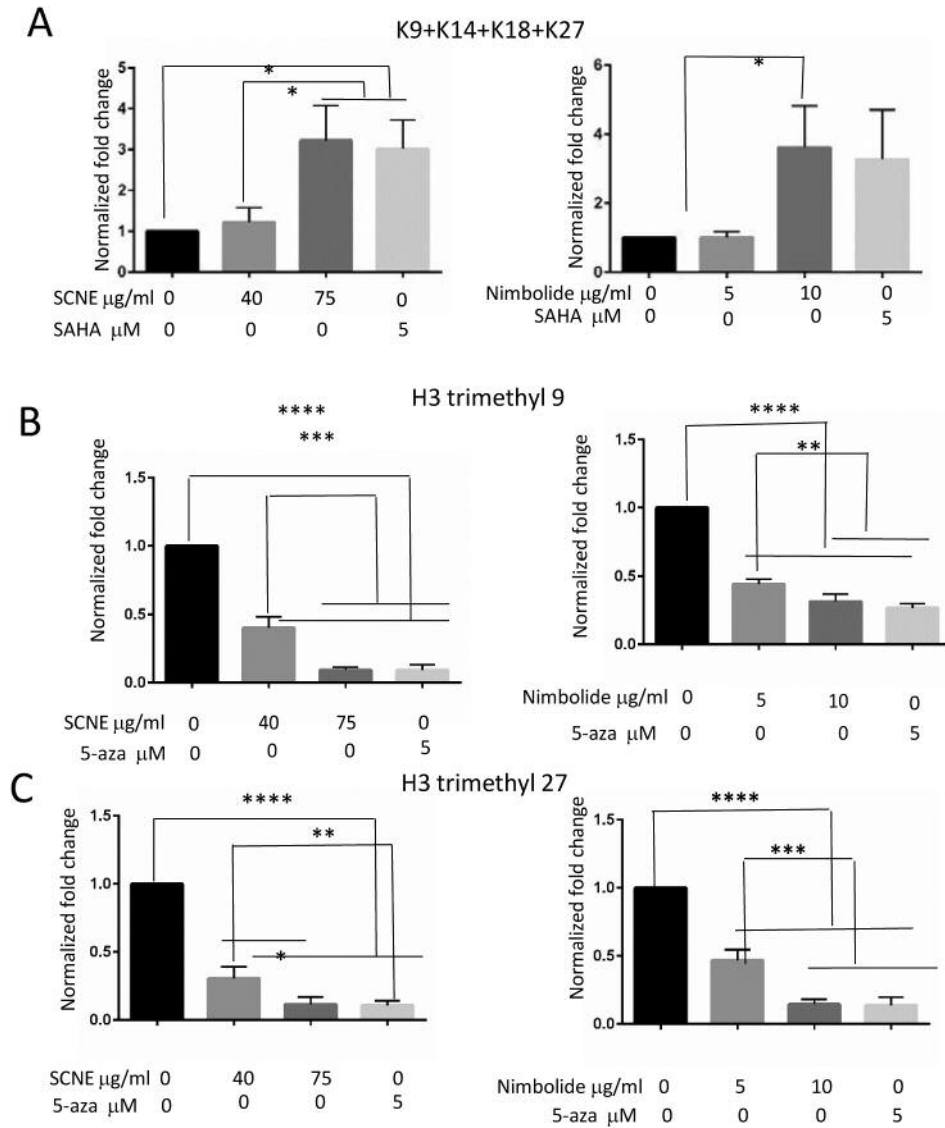 A
K9+K14+K18+K27
Normalized fold change
5
4
3
2
1
0
*
*
SCNE μg/ml 0 40 75 0
SAHA μM 0 0 0 5
Normalized fold change
6
4
2
0
*
Nimbolide μg/ml 0 5 10 0
SAHA μM 0 0 0 5
B
H3 trimethyl 9
****
***
Normalized fold change
1.5
1.0
0.5
0.0
SCNE μg/ml 0 40 75 0
5-aza μM 0 0 0 5
****
**
Normalized fold change
1.5
1.0
0.5
0.0
Nimbolide μg/ml 0 5 10 0
5-aza μM 0 0 0 5
C
H3 trimethyl 27
****
**
*
Normalized fold change
1.5
1.0
0.5
0.0
SCNE μg/ml 0 40 75 0
5-aza μM 0 0 0 5
****
***
Normalized fold change
1.5
1.0
0.5
0.0
Nimbolide μg/ml 0 5 10 0
5-aza μM 0 0 0 5